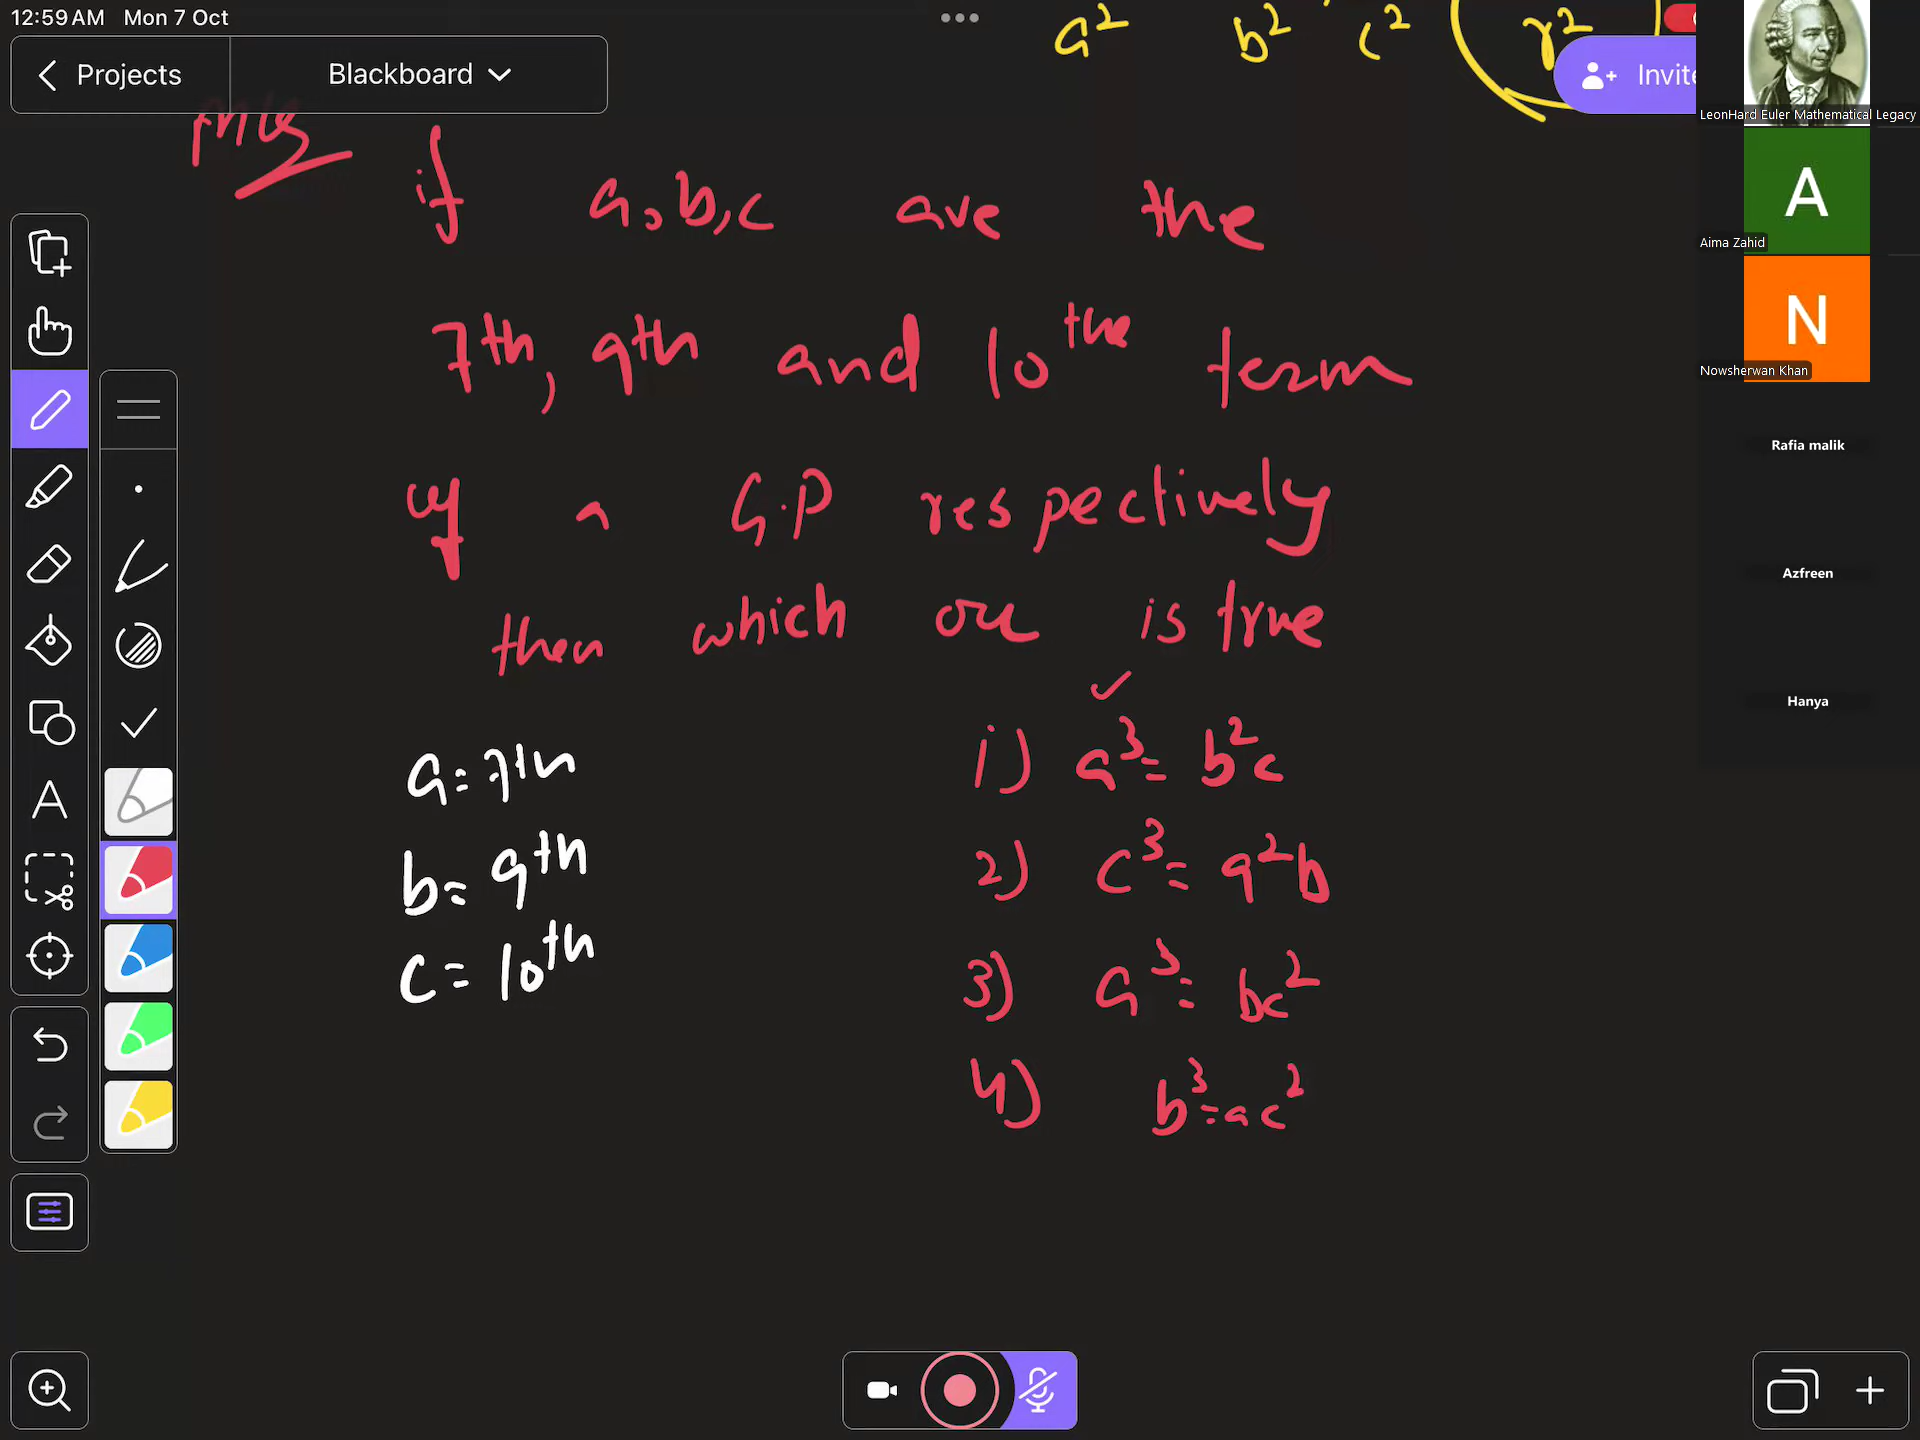 12:59 AM Mon 7 Oct
a² b² c² r²
Projects
Blackboard
Invite
LeonHard Euler Mathematical Legacy
if a,b,c are the
A
Aima Zahid
7th, 9th and 10the term
N
Nowsherwan Khan
Rafia malik
of a G.P respectively
Azfreen
then which one is true
Hanya
✓
a=7th
1) a³= b²c
b= 9th
2) c³= a²b
c= 10th
3) a³= bc²
4) b³=ac²